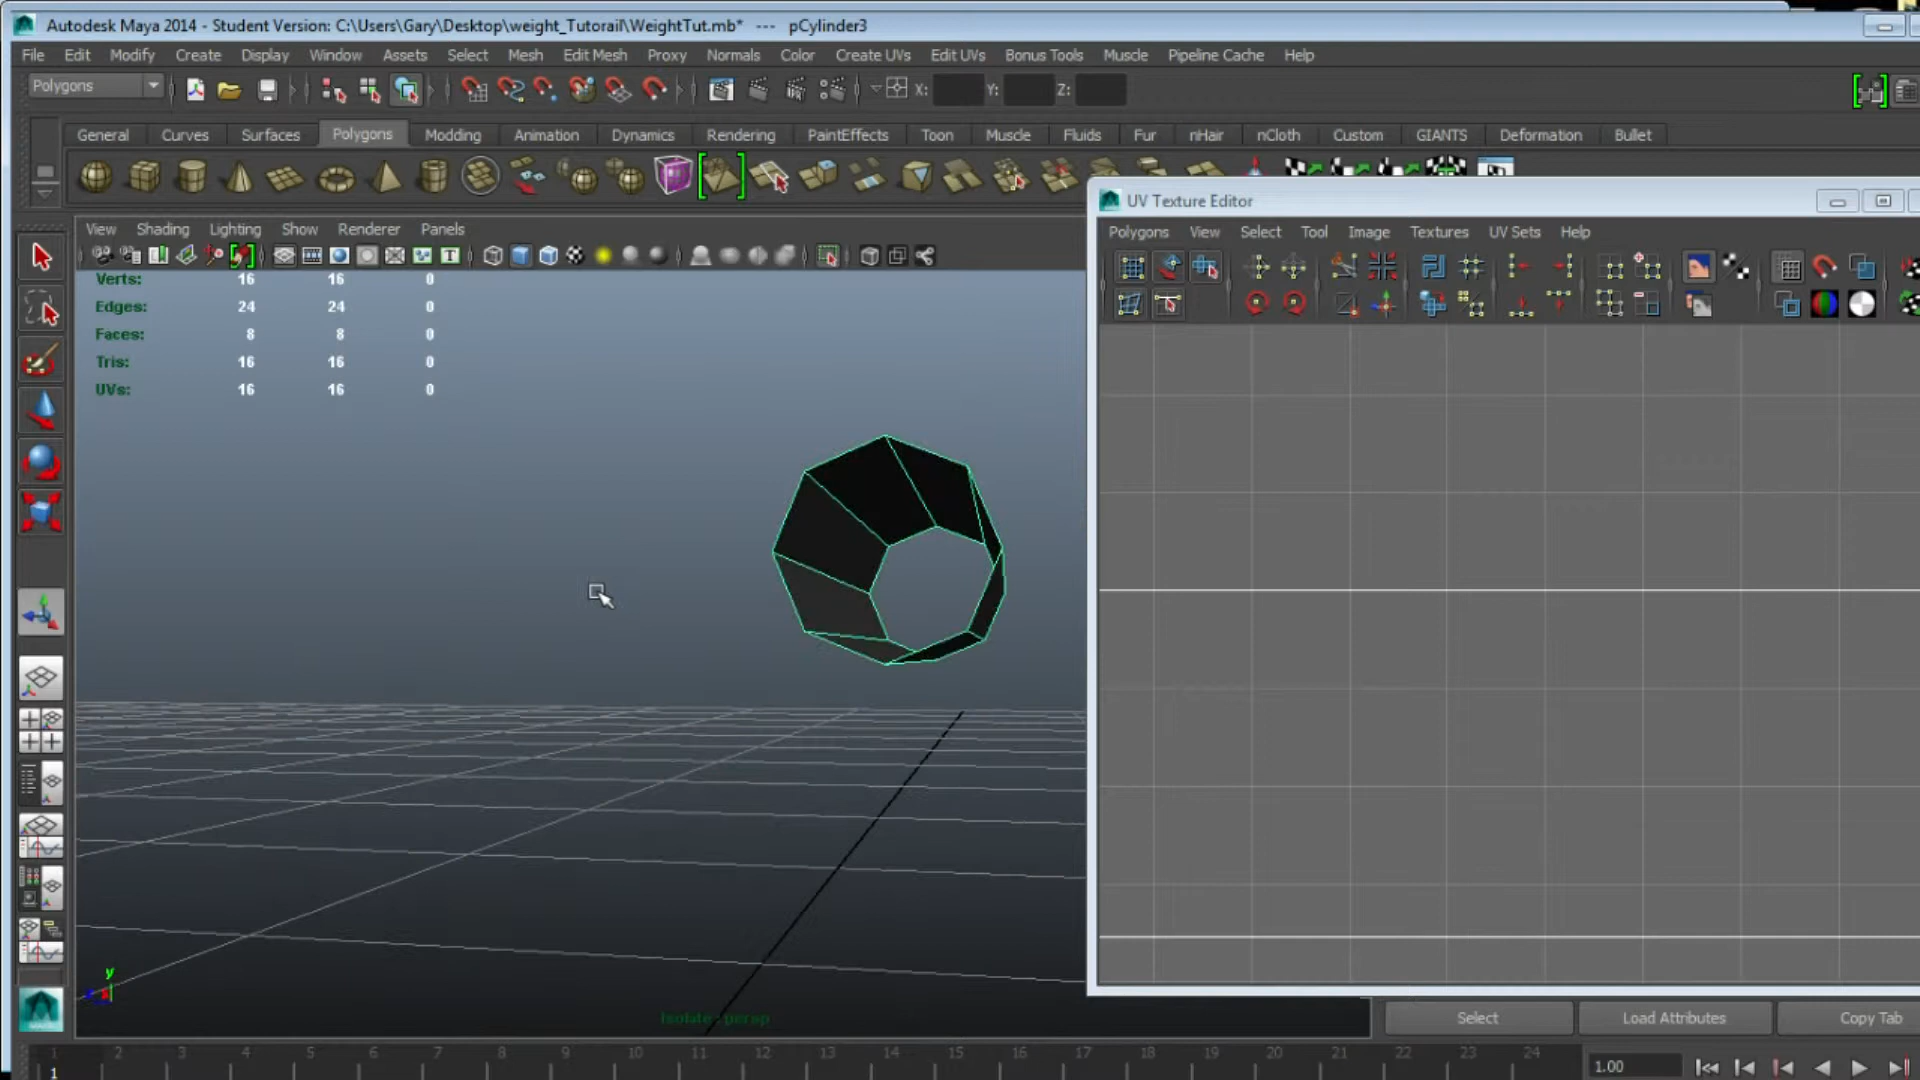 Autodesk Maya 2014 - Student Version: C:\Users\Gary\Desktop\weight_Tutorail\WeightTut.mb* --- pCylinder3
File Edit Modify Create Display Window Assets Select Mesh Edit Mesh Proxy Normals Color Create UVs Edit UVs Bonus Tools Muscle Pipeline Cache Help
Polygons X: Y: Z:
General Curves Surfaces Polygons Modding Animation Dynamics Rendering PaintEffects Toon Muscle Fluids Fur nHair nCloth Custom GIANTS Deformation Bullet
UV Texture Editor
View Shading Lighting Show Renderer Panels
Polygons View Select Tool Image Textures UV Sets Help
Verts: 16 16 0
Edges: 24 24 0
Faces: 8 8 0
Tris: 16 16 0
UVs: 16 16 0
y
Isolate : persp
Select Load Attributes Copy Tab
1 2 3 4 5 6 7 8 9 10 11 12 13 14 15 16 17 18 19 20 21 22 23 24
1 1.00